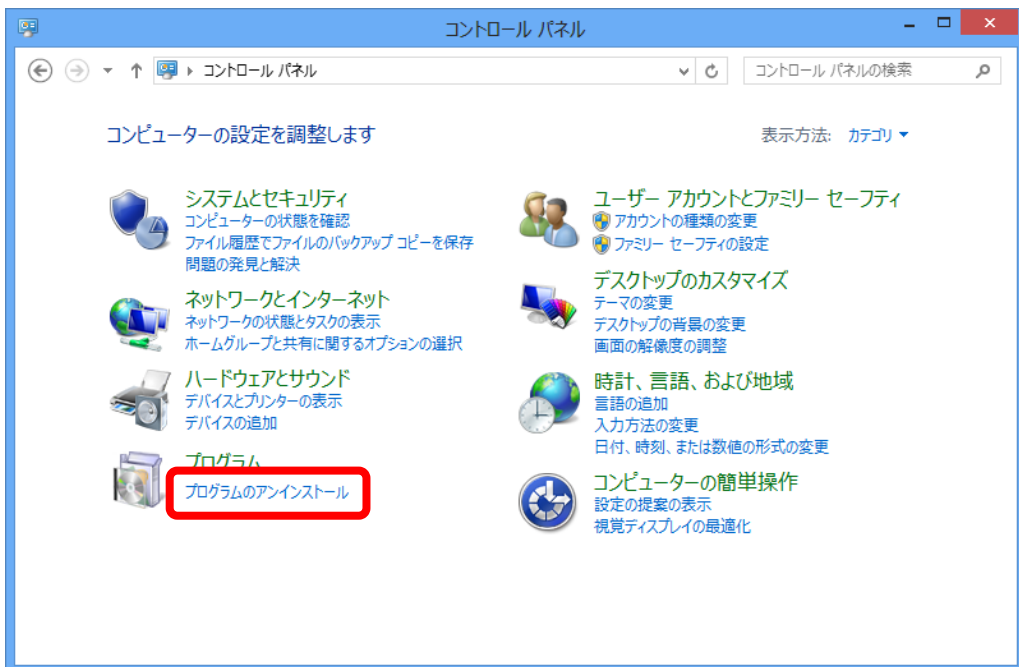 コントロール パネル
コントロール パネル
コントロール パネルの検索
コンピューターの設定を調整します
表示方法: カテゴリ
システムとセキュリティ
コンピューターの状態を確認
ファイル履歴でファイルのバックアップ コピーを保存
問題の発見と解決
ネットワークとインターネット
ネットワークの状態とタスクの表示
ホームグループと共有に関するオプションの選択
ハードウェアとサウンド
デバイスとプリンターの表示
デバイスの追加
プログラム
プログラムのアンインストール
ユーザー アカウントとファミリー セーフティ
アカウントの種類の変更
ファミリー セーフティの設定
デスクトップのカスタマイズ
テーマの変更
デスクトップの背景の変更
画面の解像度の調整
時計、言語、および地域
言語の追加
入力方法の変更
日付、時刻、または数値の形式の変更
コンピューターの簡単操作
設定の提案の表示
視覚ディスプレイの最適化